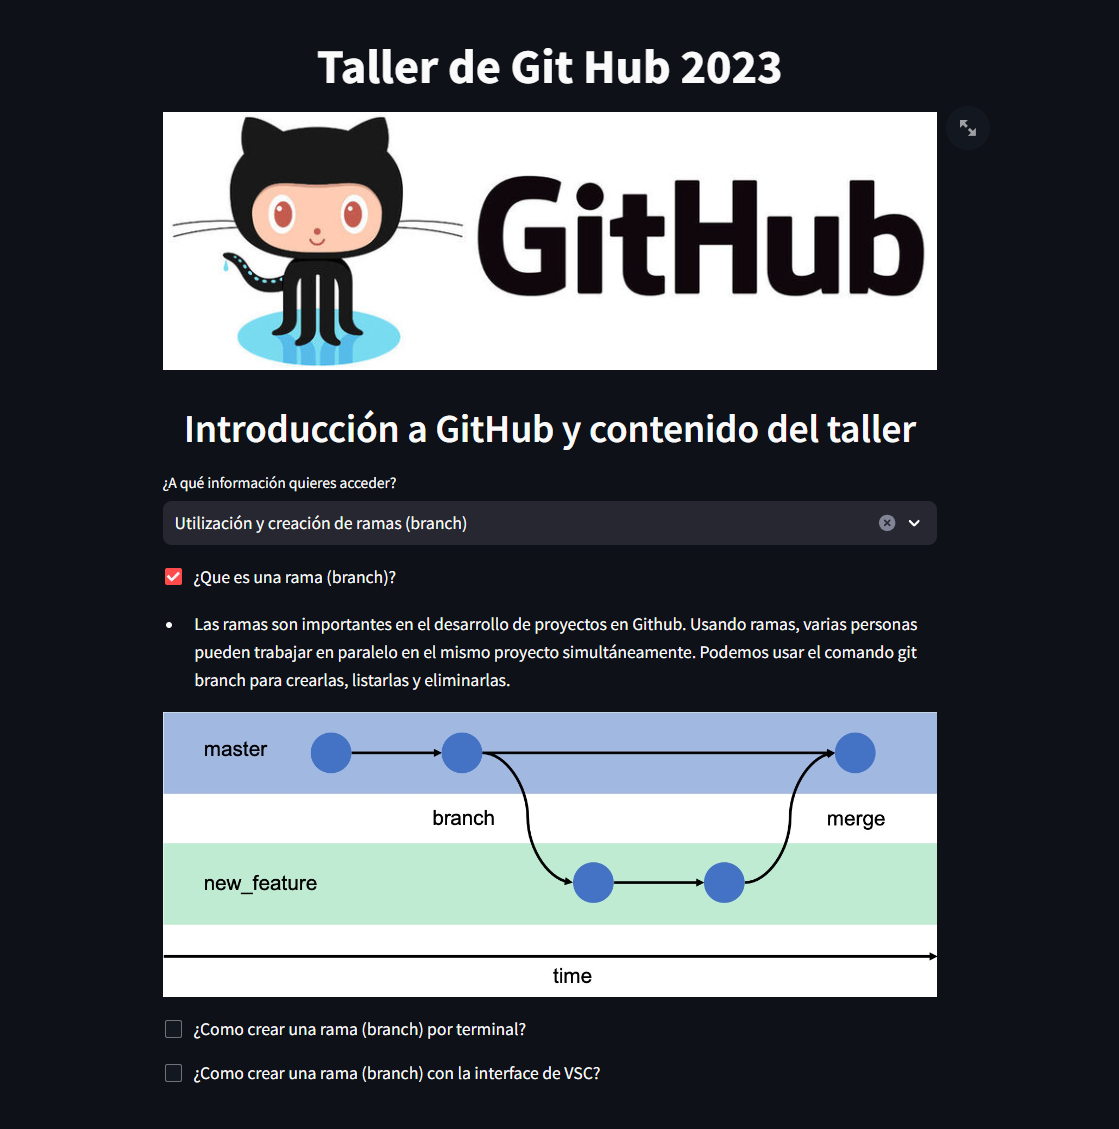 Taller de Git Hub 2023
GitHub
Introducción a GitHub y contenido del taller
¿A qué información quieres acceder?
Utilización y creación de ramas (branch)
¿Que es una rama (branch)?
Las ramas son importantes en el desarrollo de proyectos en Github. Usando ramas, varias personas
pueden trabajar en paralelo en el mismo proyecto simultáneamente. Podemos usar el comando git
branch para crearlas, listarlas y eliminarlas.
master
branch
merge
new_feature
time
¿Como crear una rama (branch) por terminal?
¿Como crear una rama (branch) con la interface de VSC?